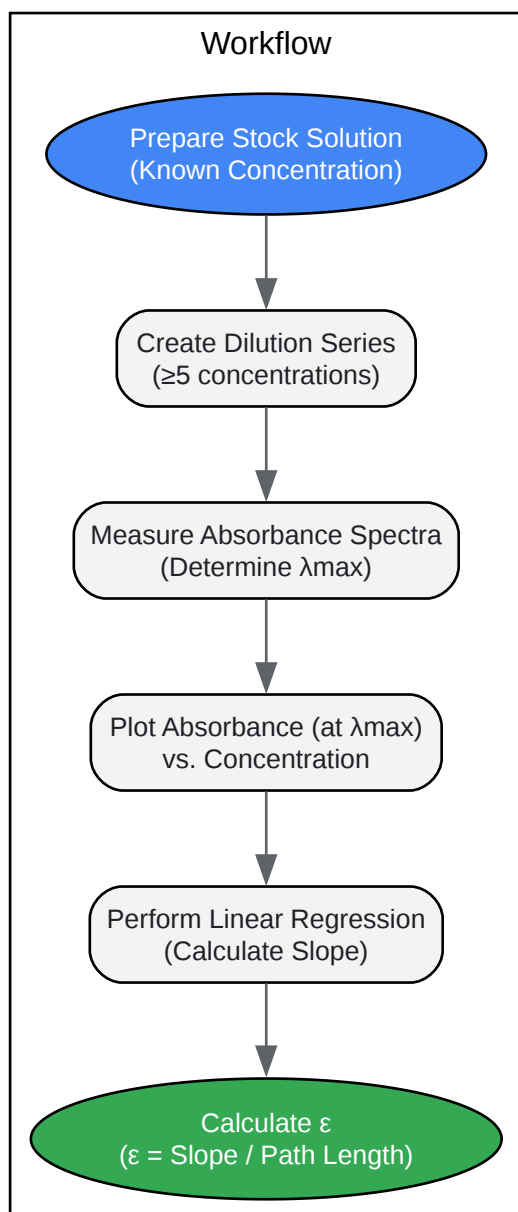 Workflow
Prepare Stock Solution
(Known Concentration)
Create Dilution Series
(≥5 concentrations)
Measure Absorbance Spectra
(Determine λmax)
Plot Absorbance (at λmax)
vs. Concentration
Perform Linear Regression
(Calculate Slope)
Calculate ε
(ε = Slope / Path Length)